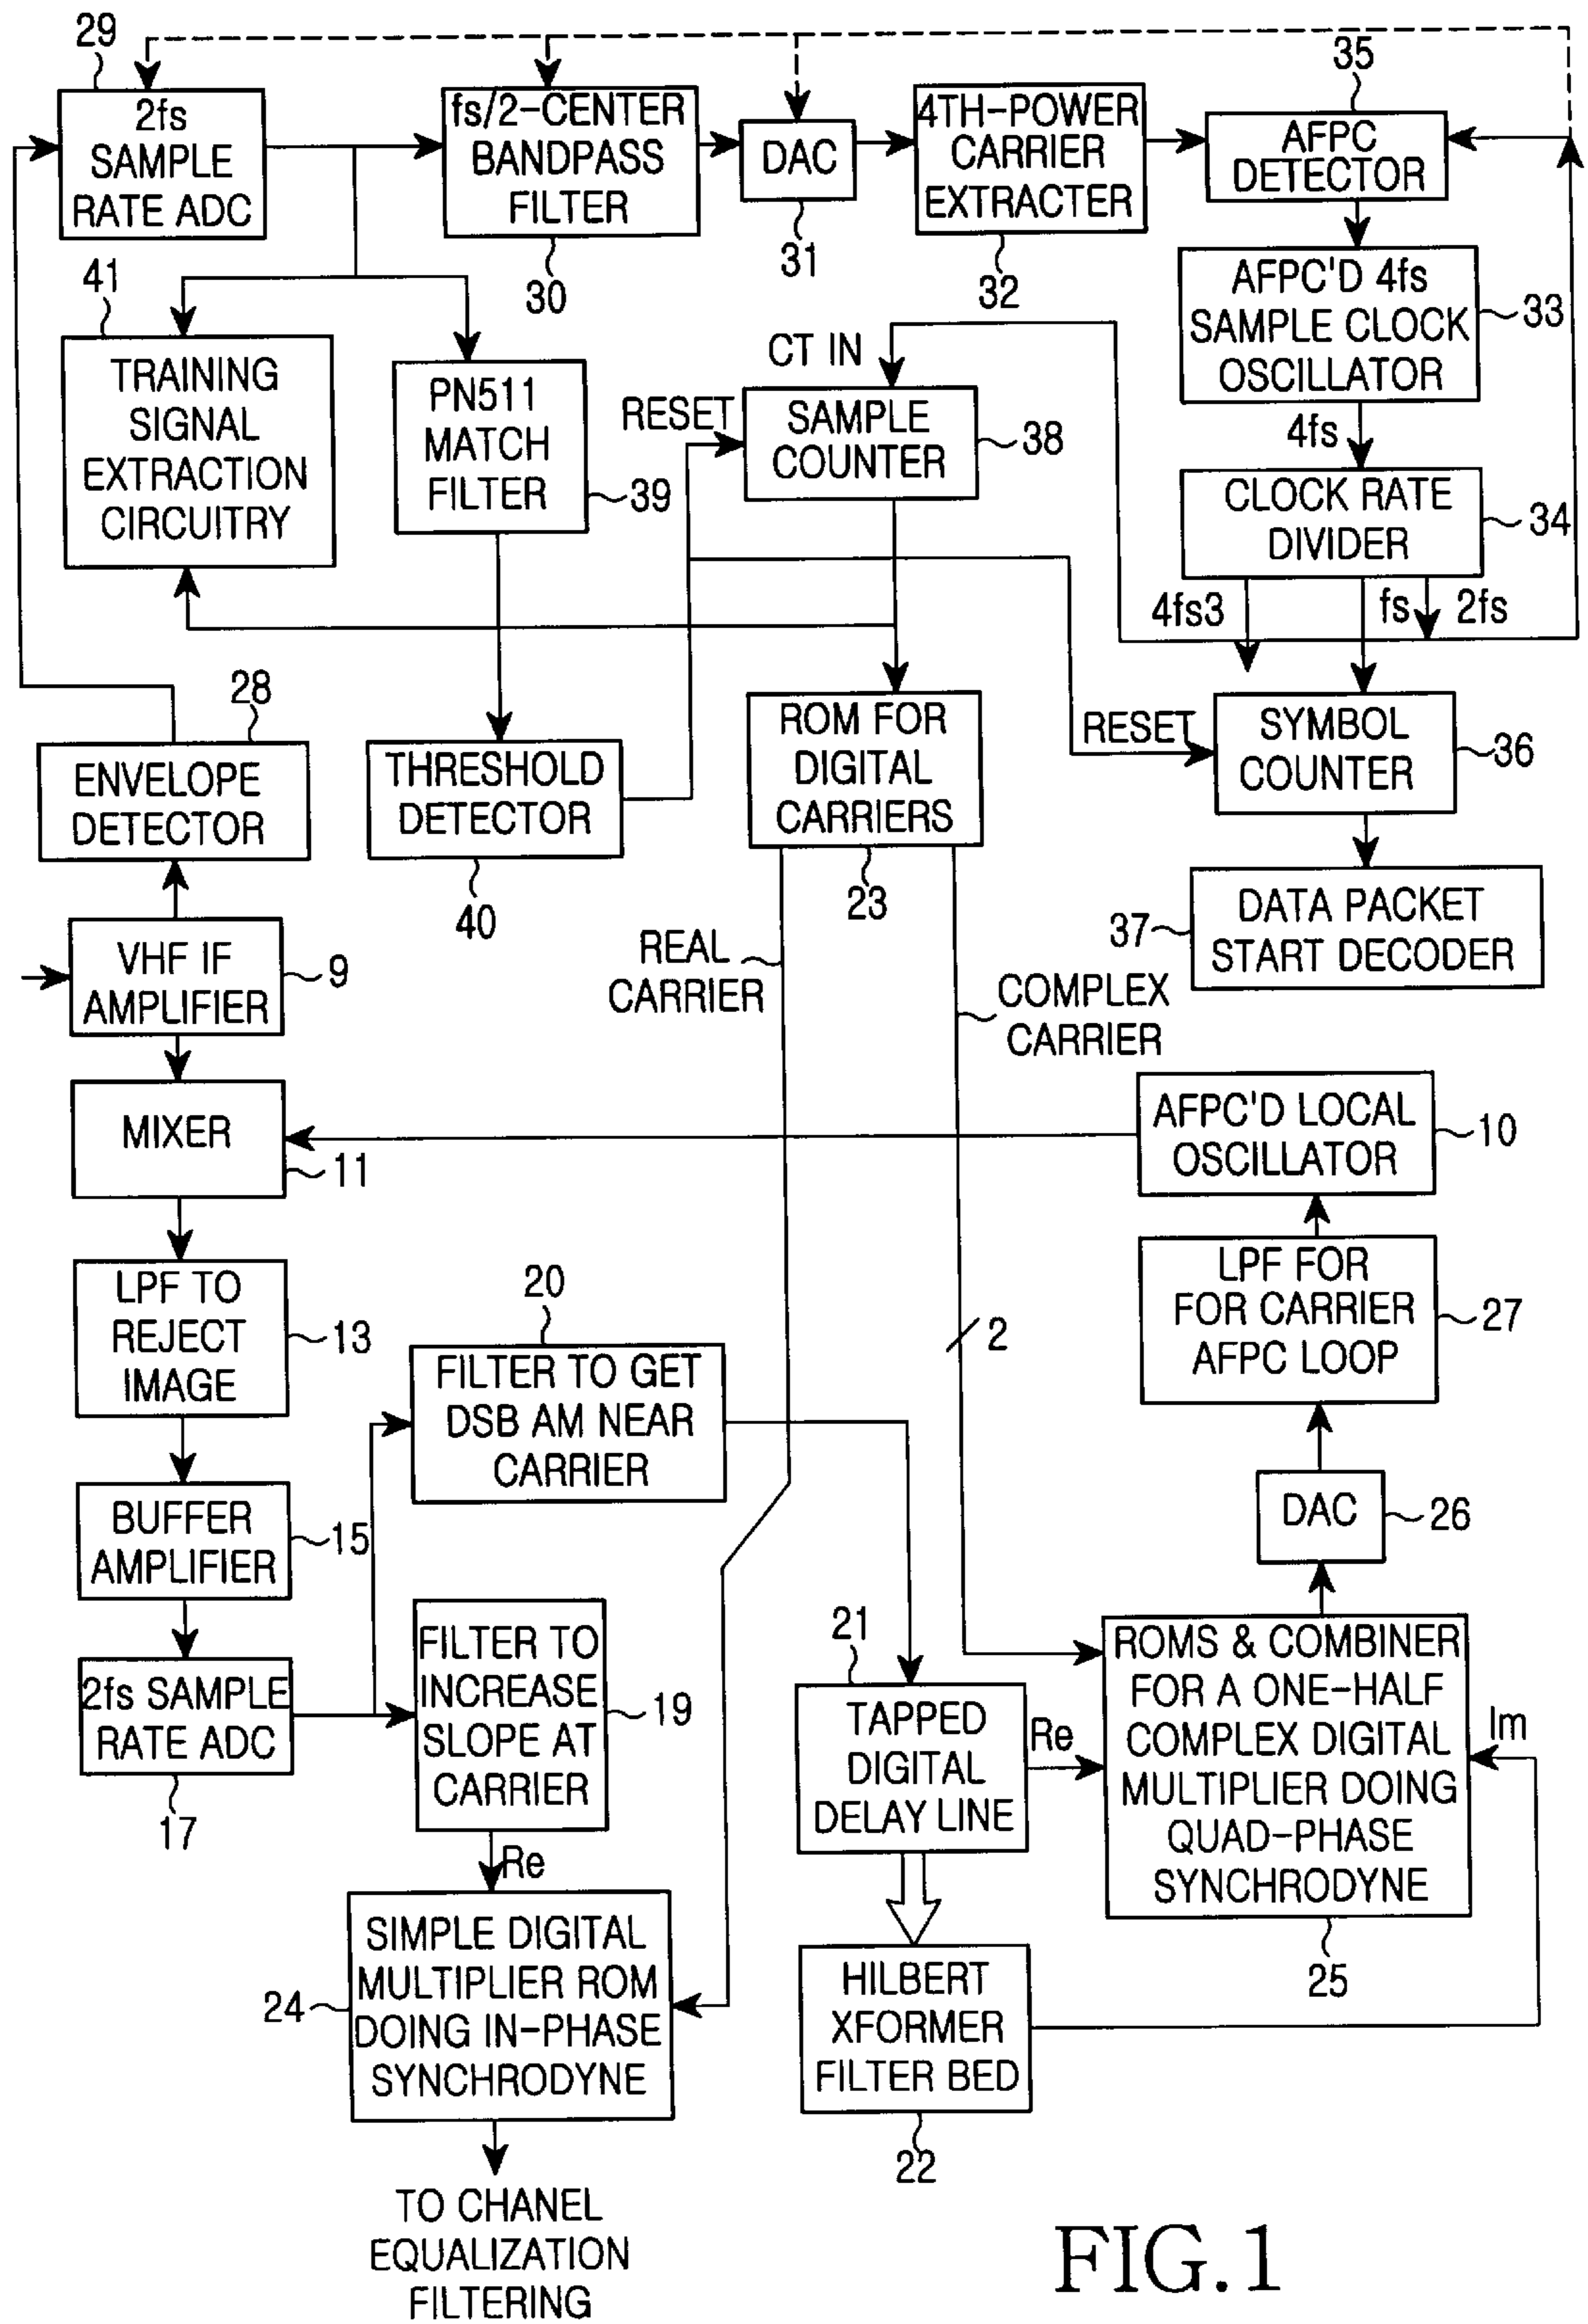 29
2fs
SAMPLE
RATE ADC
fs/2-CENTER
BANDPASS
FILTER
30
DAC
31
4TH-POWER
CARRIER
EXTRACTER
32
35
AFPC
DETECTOR
41
TRAINING
SIGNAL
EXTRACTION
CIRCUITRY
PN511
MATCH
FILTER
39
CT IN
RESET
SAMPLE
COUNTER
38
AFPC'D 4fs
SAMPLE CLOCK
OSCILLATOR
33
4fs
CLOCK RATE
DIVIDER
34
4fs3
fs
2fs
28
ENVELOPE
DETECTOR
THRESHOLD
DETECTOR
40
ROM FOR
DIGITAL
CARRIERS
23
RESET
SYMBOL
COUNTER
36
DATA PACKET
START DECODER
37
VHF IF
AMPLIFIER
9
REAL
CARRIER
COMPLEX
CARRIER
MIXER
11
AFPC'D LOCAL
OSCILLATOR
10
LPF TO
REJECT
IMAGE
13
20
FILTER TO GET
DSB AM NEAR
CARRIER
2
LPF FOR
FOR CARRIER
AFPC LOOP
27
BUFFER
AMPLIFIER
15
DAC
26
2fs SAMPLE
RATE ADC
17
FILTER TO
INCREASE
SLOPE AT
CARRIER
19
Re
21
TAPPED
DIGITAL
DELAY LINE
Re
ROMS & COMBINER
FOR A ONE-HALF
COMPLEX DIGITAL
MULTIPLIER DOING
QUAD-PHASE
SYNCHRODYNE
25
Im
24
SIMPLE DIGITAL
MULTIPLIER ROM
DOING IN-PHASE
SYNCHRODYNE
HILBERT
XFORMER
FILTER BED
22
TO CHANEL
EQUALIZATION
FILTERING
FIG.1